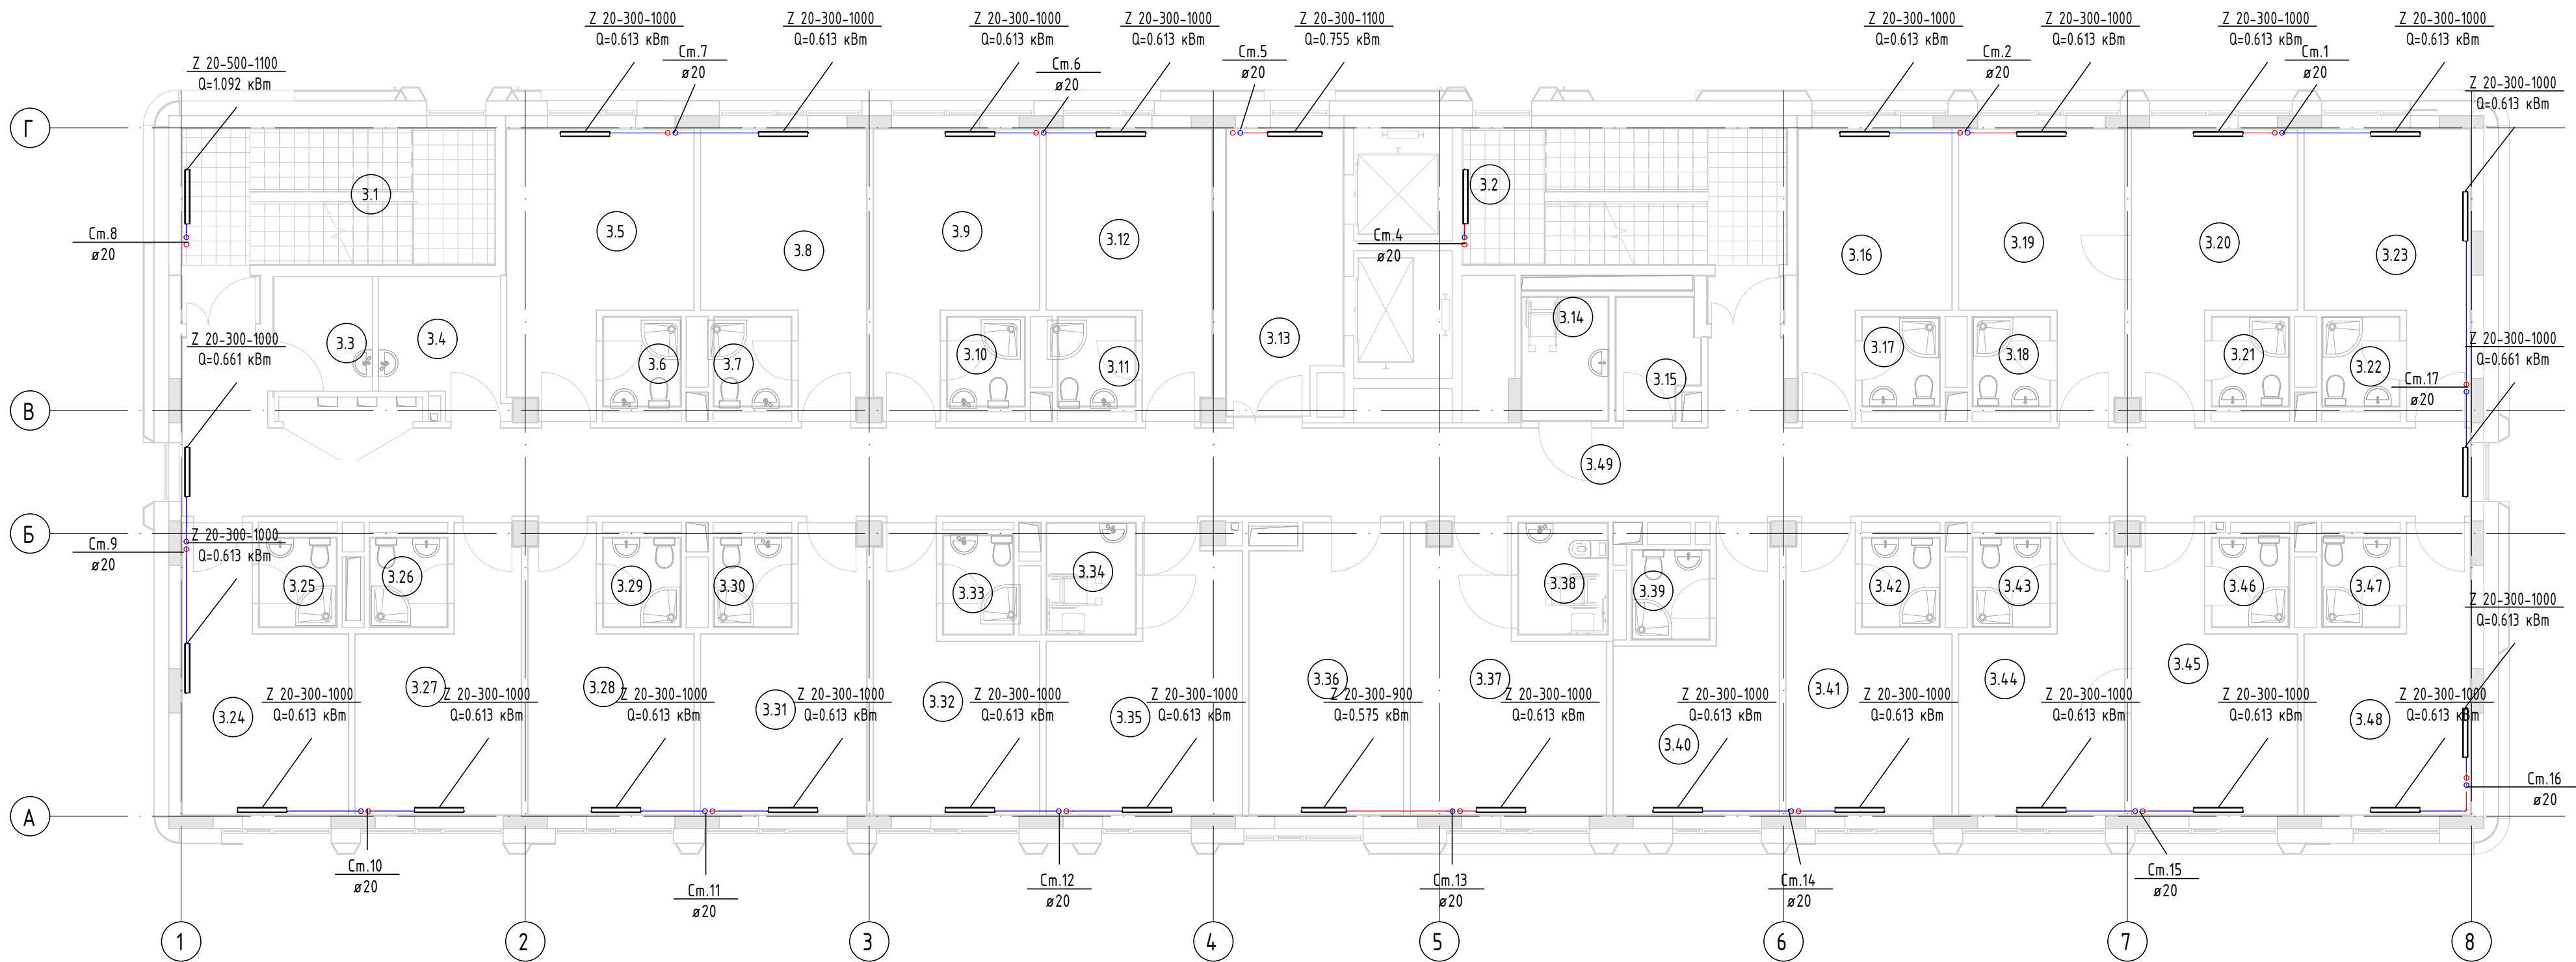 Z 20-300-1000
Q=0.613 кВт
Ст.7
ø20
Z 20-300-1000
Q=0.613 кВт
Z 20-300-1000
Q=0.613 кВт
Ст.6
ø20
Z 20-300-1000
Q=0.613 кВт
Ст.5
ø20
Z 20-300-1100
Q=0.755 кВт
Z 20-300-1000
Q=0.613 кВт
Ст.2
ø20
Z 20-300-1000
Q=0.613 кВт
Z 20-300-1000
Q=0.613 кВт
Ст.1
ø20
Z 20-300-1000
Q=0.613 кВт
Z 20-500-1100
Q=1.092 кВт
Z 20-300-1000
Q=0.613 кВт
Г
3.1
3.2
Ст.8
ø20
3.5
3.8
3.9
3.12
Ст.4
ø20
3.16
3.19
3.20
3.23
3.14
3.3
3.4
3.13
Z 20-300-1000
Q=0.661 кВт
Z 20-300-1000
Q=0.661 кВт
3.6
3.7
3.10
3.11
3.15
3.17
3.18
3.21
3.22
Ст.17
ø20
В
3.49
Б
Z 20-300-1000
Q=0.613 кВт
Ст.9
ø20
3.25
3.26
3.29
3.30
3.33
3.34
3.38
3.39
3.42
3.43
3.46
3.47
Z 20-300-1000
Q=0.613 кВт
3.24
3.27
3.28
3.31
3.32
3.35
3.36
3.37
3.40
3.41
3.44
3.45
3.48
Z 20-300-1000
Q=0.613 кВт
Z 20-300-1000
Q=0.613 кВт
Z 20-300-1000
Q=0.613 кВт
Z 20-300-1000
Q=0.613 кВт
Z 20-300-1000
Q=0.613 кВт
Z 20-300-1000
Q=0.613 кВт
Z 20-300-900
Q=0.575 кВт
Z 20-300-1000
Q=0.613 кВт
Z 20-300-1000
Q=0.613 кВт
Z 20-300-1000
Q=0.613 кВт
Z 20-300-1000
Q=0.613 кВт
Z 20-300-1000
Q=0.613 кВт
Z 20-300-1000
Q=0.613 кВт
Ст.16
ø20
А
Ст.10
ø20
Ст.11
ø20
Ст.12
ø20
Ст.13
ø20
Ст.14
ø20
Ст.15
ø20
1
2
3
4
5
6
7
8